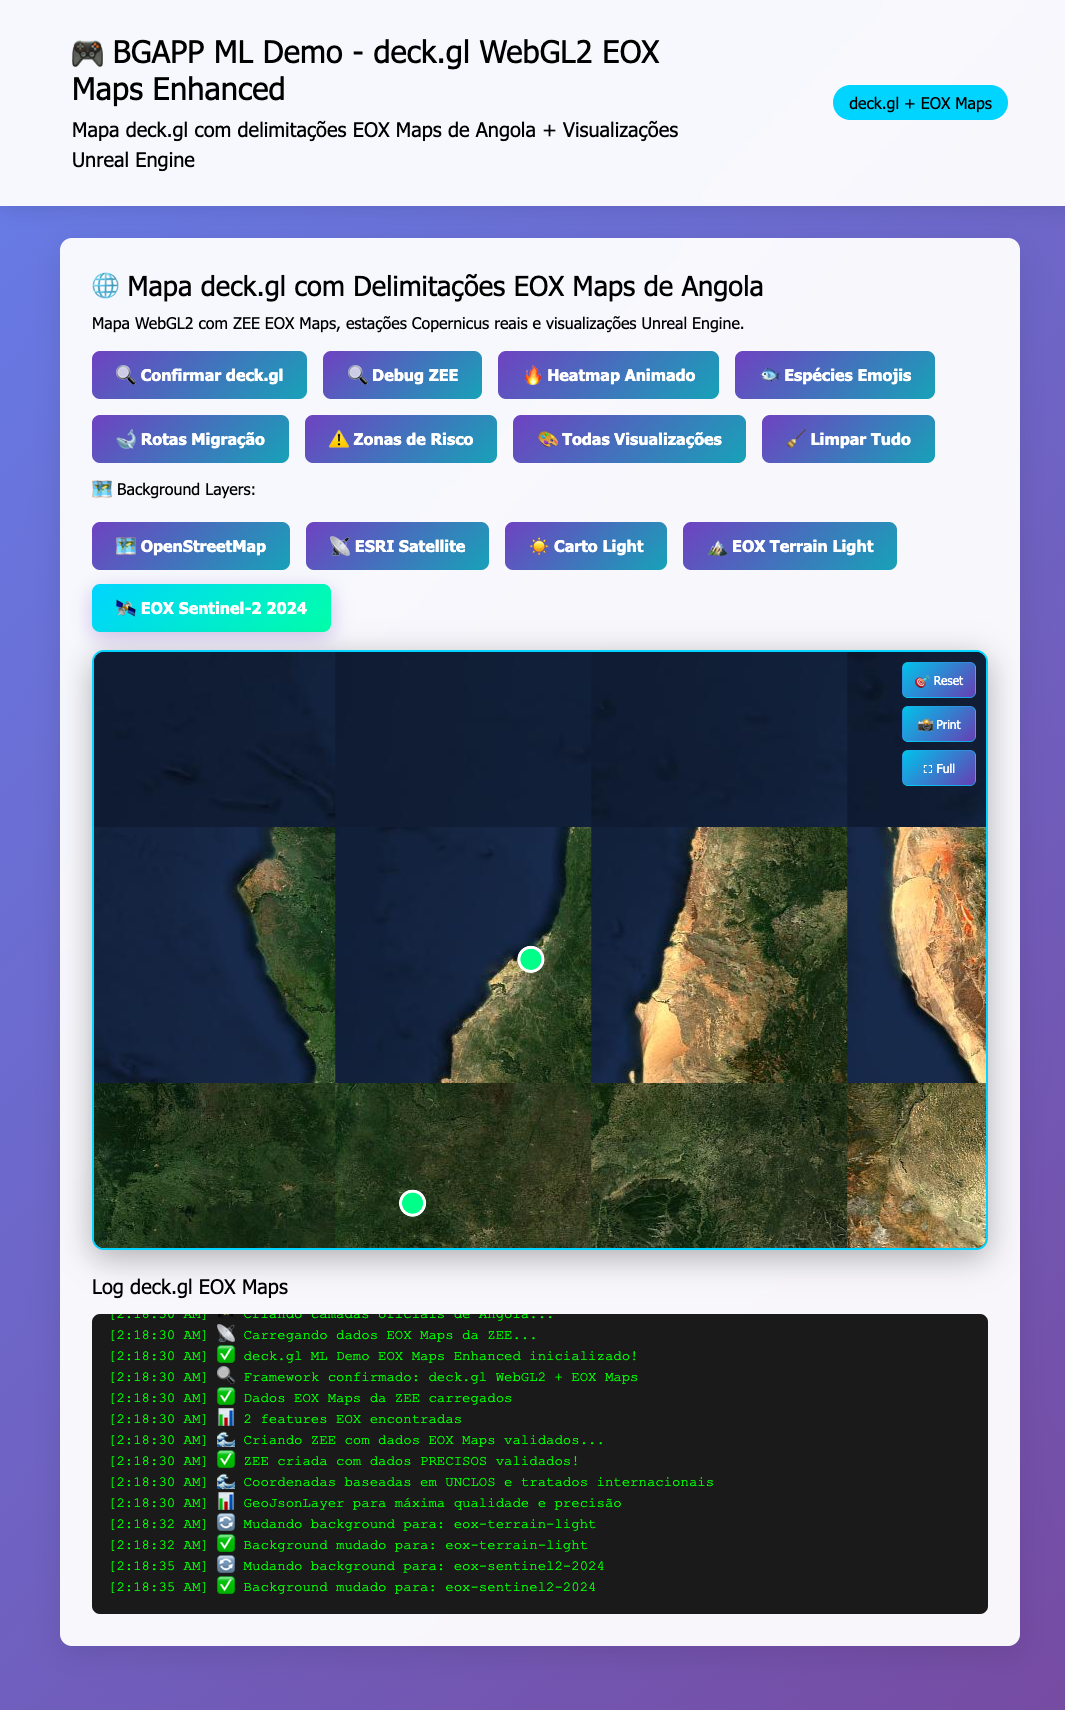 🎮 BGAPP ML Demo - deck.gl WebGL2 EOX
Maps Enhanced
Mapa deck.gl com delimitações EOX Maps de Angola + Visualizações
Unreal Engine
deck.gl + EOX Maps
🌐 Mapa deck.gl com Delimitações EOX Maps de Angola
Mapa WebGL2 com ZEE EOX Maps, estações Copernicus reais e visualizações Unreal Engine.
🔍 Confirmar deck.gl
🔍 Debug ZEE
🔥 Heatmap Animado
🐟 Espécies Emojis
🐋 Rotas Migração
⚠️ Zonas de Risco
🎨 Todas Visualizações
🧹 Limpar Tudo
🗺️ Background Layers:
🗺️ OpenStreetMap
📡 ESRI Satellite
☀️ Carto Light
🏔️ EOX Terrain Light
🛰️ EOX Sentinel-2 2024
🎯 Reset
📸 Print
⛶ Full
Log deck.gl EOX Maps
[2:18:30 AM] Criando camadas oficiais de Angola...
[2:18:30 AM] 📡 Carregando dados EOX Maps da ZEE...
[2:18:30 AM] ✅ deck.gl ML Demo EOX Maps Enhanced inicializado!
[2:18:30 AM] 🔍 Framework confirmado: deck.gl WebGL2 + EOX Maps
[2:18:30 AM] ✅ Dados EOX Maps da ZEE carregados
[2:18:30 AM] 📊 2 features EOX encontradas
[2:18:30 AM] 🌊 Criando ZEE com dados EOX Maps validados...
[2:18:30 AM] ✅ ZEE criada com dados PRECISOS validados!
[2:18:30 AM] 🌊 Coordenadas baseadas em UNCLOS e tratados internacionais
[2:18:30 AM] 📊 GeoJsonLayer para máxima qualidade e precisão
[2:18:32 AM] 🔄 Mudando background para: eox-terrain-light
[2:18:32 AM] ✅ Background mudado para: eox-terrain-light
[2:18:35 AM] 🔄 Mudando background para: eox-sentinel2-2024
[2:18:35 AM] ✅ Background mudado para: eox-sentinel2-2024